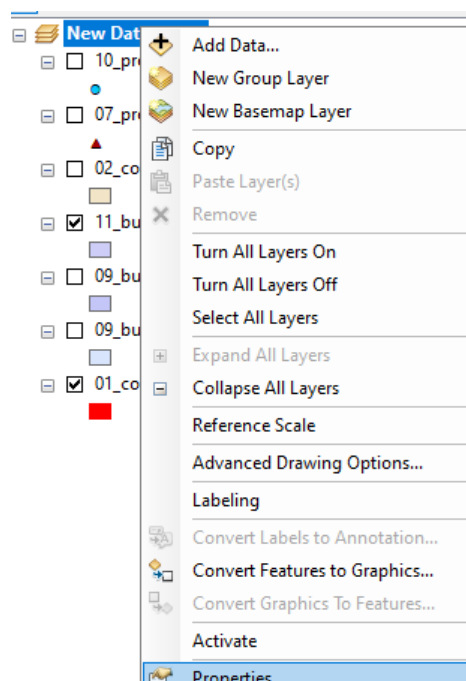 New Dat
10_pr
07_pr
02_co
11_bu
09_bu
09_bu
01_co
Add Data...
New Group Layer
New Basemap Layer
Copy
Paste Layer(s)
Remove
Turn All Layers On
Turn All Layers Off
Select All Layers
Expand All Layers
Collapse All Layers
Reference Scale
Advanced Drawing Options...
Labeling
Convert Labels to Annotation...
Convert Features to Graphics...
Convert Graphics To Features...
Activate
Properties